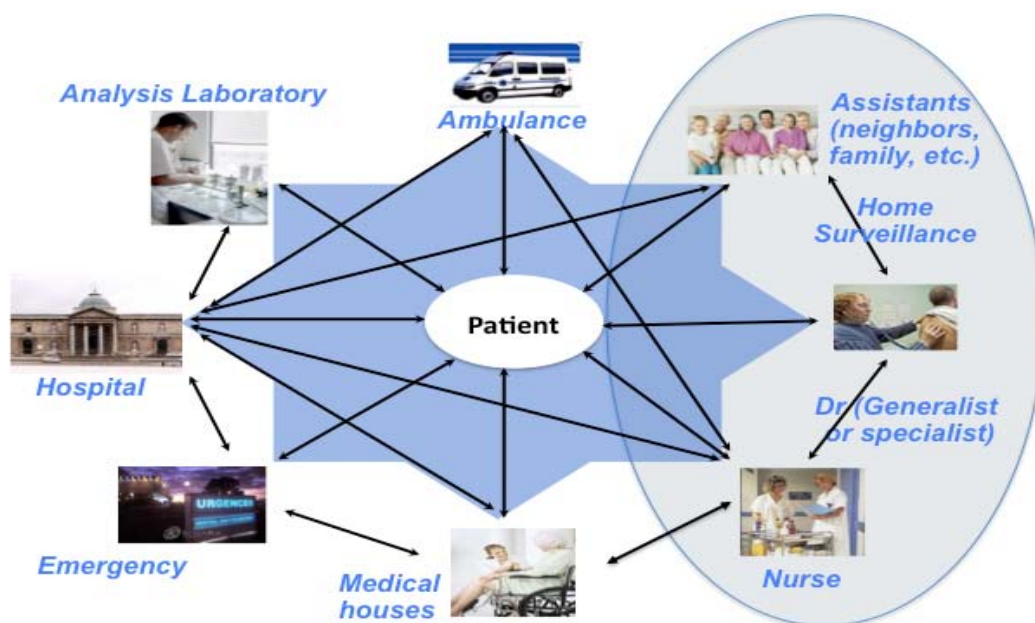 Analysis Laboratory
Ambulance
Assistants
(neighbors,
family, etc.)
Home
Surveillance
Patient
Hospital
Dr (Generalist
or specialist)
URGENCES
Emergency
Medical
houses
Nurse